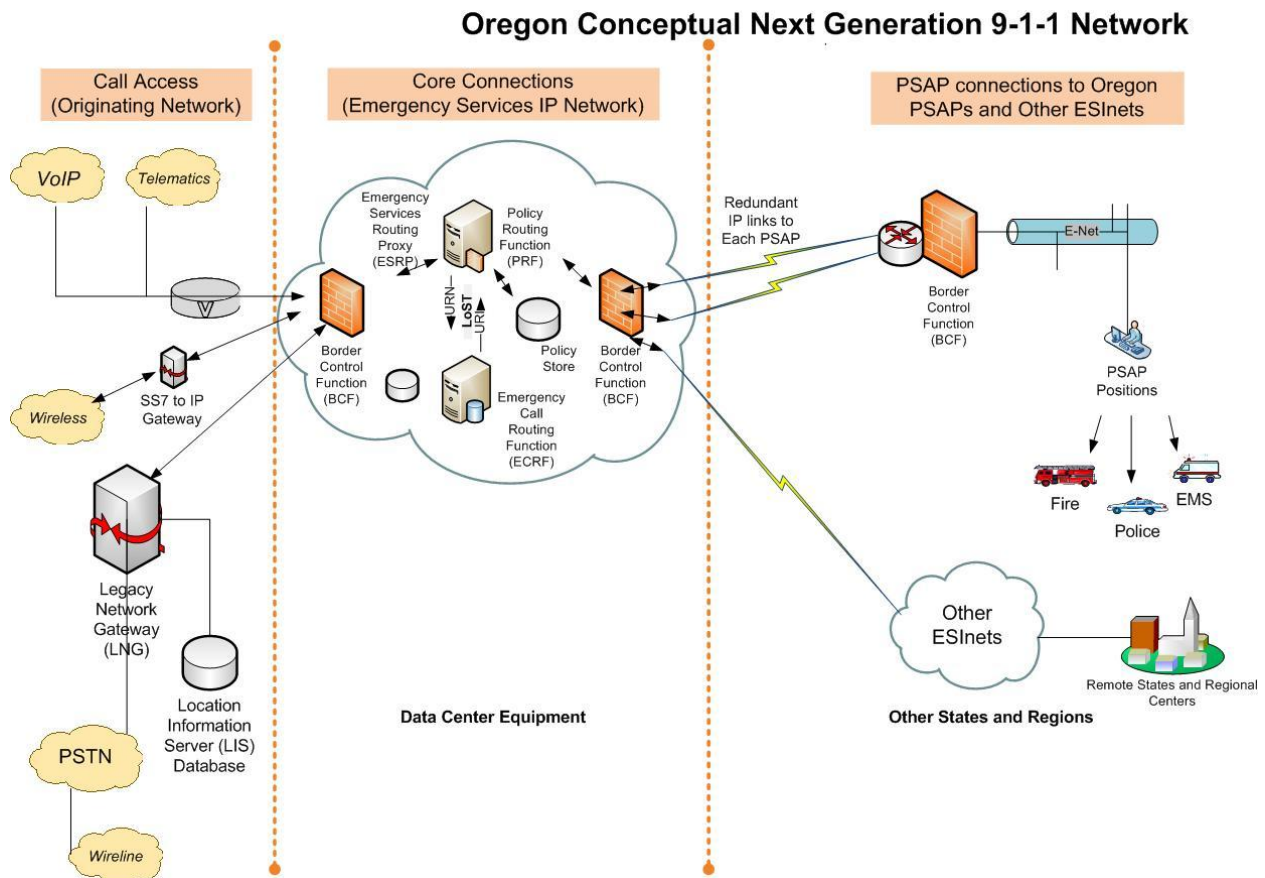 Oregon Conceptual Next Generation 9-1-1 Network
Call Access
(Originating Network)
Core Connections
(Emergency Services IP Network)
PSAP connections to Oregon
PSAPs and Other ESInets
VoIP
Telematics
V
SS7 to IP
Gateway
Wireless
Legacy
Network
Gateway
(LNG)
Location
Information
Server (LIS)
Database
PSTN
Wireline
Emergency
Services
Routing
Proxy
(ESRP)
Policy
Routing
Function
(PRF)
Border
Control
Function
(BCF)
URN
LoST
URI
Policy
Store
Emergency
Call
Routing
Function
(ECRF)
Border
Control
Function
(BCF)
Data Center Equipment
Redundant
IP links to
Each PSAP
Border
Control
Function
(BCF)
E-Net
PSAP
Positions
Fire
Police
EMS
Other
ESInets
Remote States and Regional
Centers
Other States and Regions